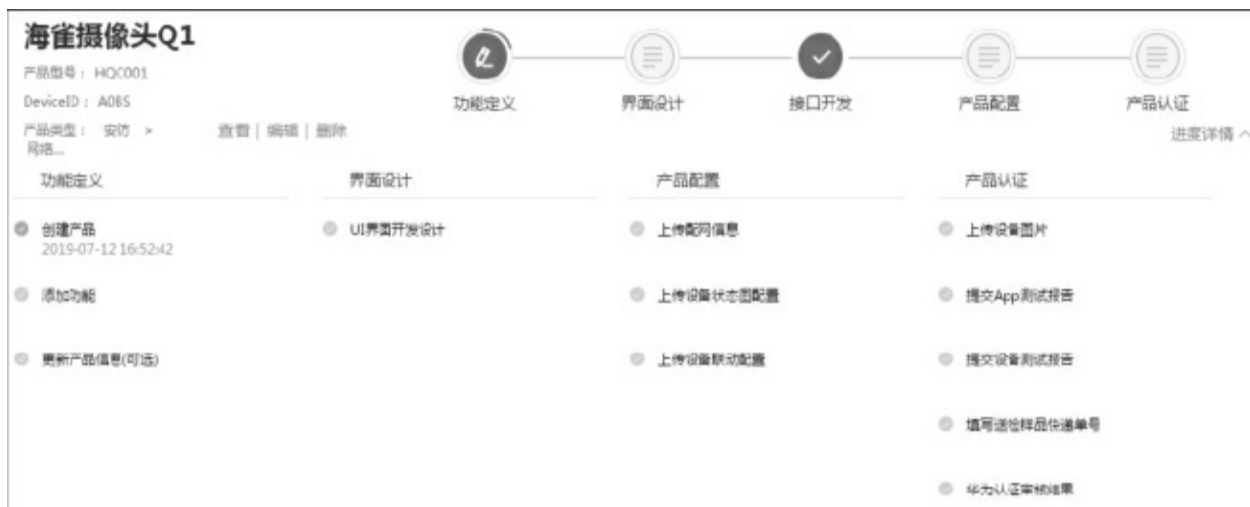 海雀摄像头Q1
产品型号： HQC001
DeviceID： A0BS
产品类型： 安防 >
网络...
查看 | 编辑 | 删除
功能定义
界面设计
接口开发
产品配置
产品认证
进度详情
功能定义
创建产品
2019-07-12 16:52:42
添加功能
更新产品信息(可选)
界面设计
UI界面开发设计
产品配置
上传配网信息
上传设备状态图配置
上传设备联动配置
产品认证
上传设备图片
提交App测试报告
提交设备测试报告
填写送检样品快递单号
华为认证审核结果